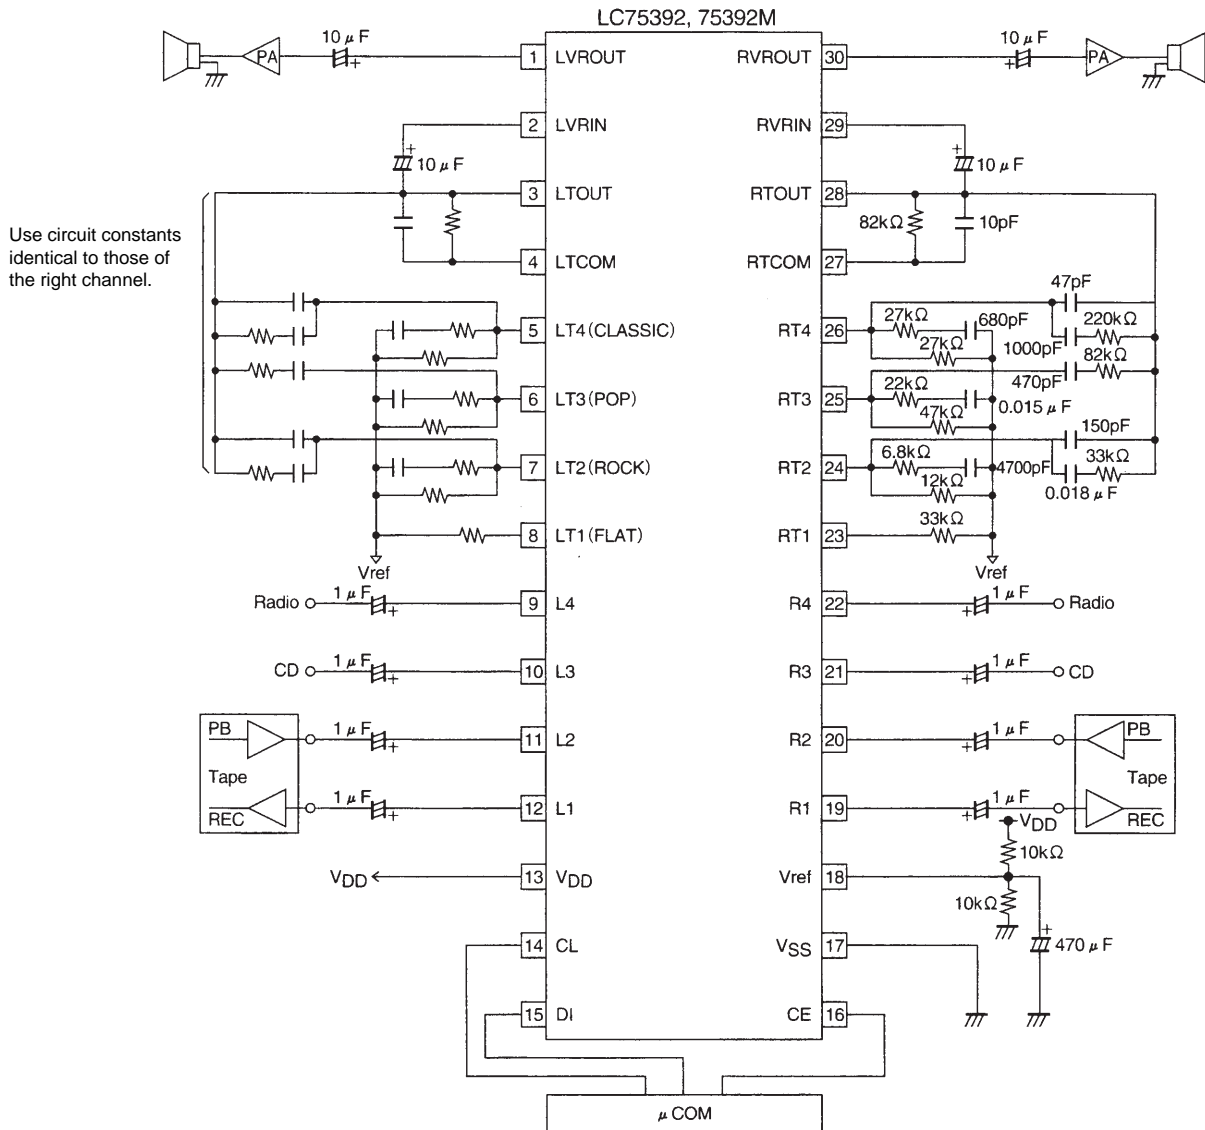 LC75392, 75392M
10 μF
PA
1
LVROUT
RVROUT
30
10 μF
PA
2
LVRIN
RVRIN
29
10 μF
10 μF
3
LTOUT
RTOUT
28
82kΩ
10pF
Use circuit constants
identical to those of
the right channel.
4
LTCOM
RTCOM
27
47pF
5
LT4(CLASSIC)
RT4
26
27kΩ
680pF
220kΩ
27kΩ
1000pF
82kΩ
6
LT3(POP)
RT3
25
22kΩ
470pF
0.015 μF
47kΩ
150pF
7
LT2(ROCK)
RT2
24
6.8kΩ
4700pF
33kΩ
12kΩ
0.018 μF
8
LT1(FLAT)
RT1
23
33kΩ
Vref
Vref
Radio
1 μF
9
L4
R4
22
1 μF
Radio
CD
1 μF
10
L3
R3
21
1 μF
CD
PB
1 μF
11
L2
R2
20
1 μF
PB
Tape
Tape
REC
1 μF
12
L1
R1
19
1 μF
REC
VDD
10kΩ
VDD
13
VDD
Vref
18
10kΩ
14
CL
VSS
17
470 μF
15
DI
CE
16
μ COM
+
+
+
+
+
+
+
+
+
+
+
+
+